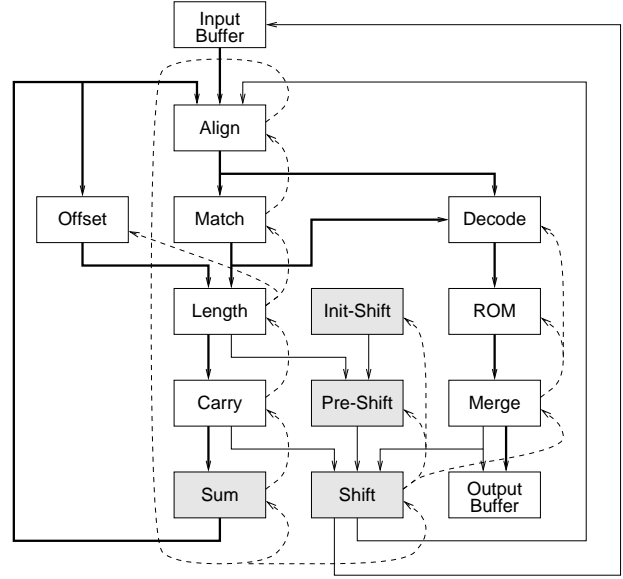 Input
Buffer
Align
Offset
Match
Decode
Length
Init-Shift
ROM
Carry
Pre-Shift
Merge
Sum
Shift
Output
Buffer